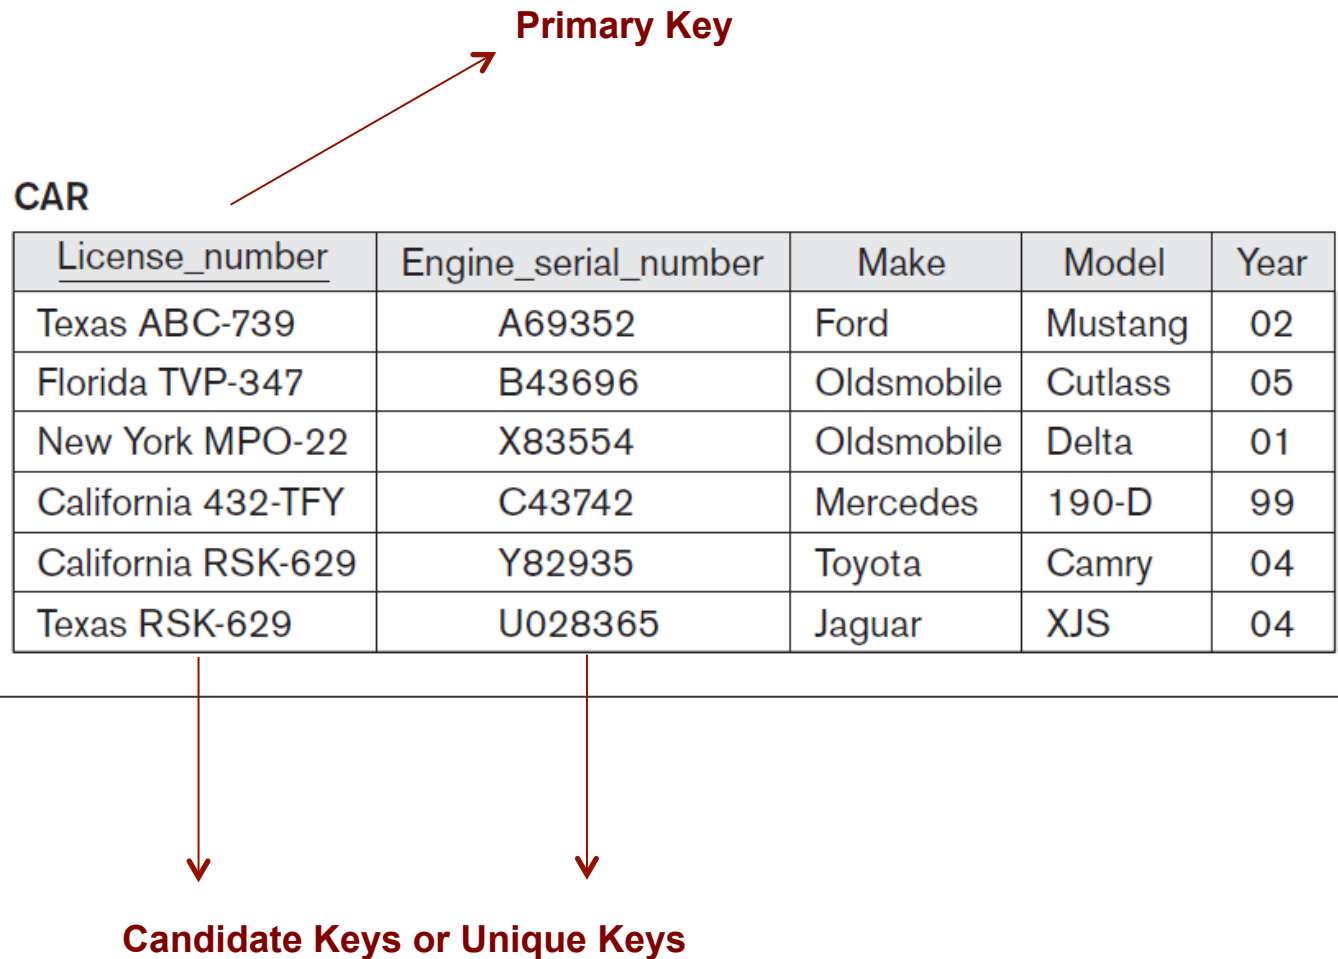 Primary Key
CAR
License_number Engine_serial_number Make Model Year
Texas ABC-739 A69352 Ford Mustang 02
Florida TVP-347 B43696 Oldsmobile Cutlass 05
New York MPO-22 X83554 Oldsmobile Delta 01
California 432-TFY C43742 Mercedes 190-D 99
California RSK-629 Y82935 Toyota Camry 04
Texas RSK-629 U028365 Jaguar XJS 04
Candidate Keys or Unique Keys